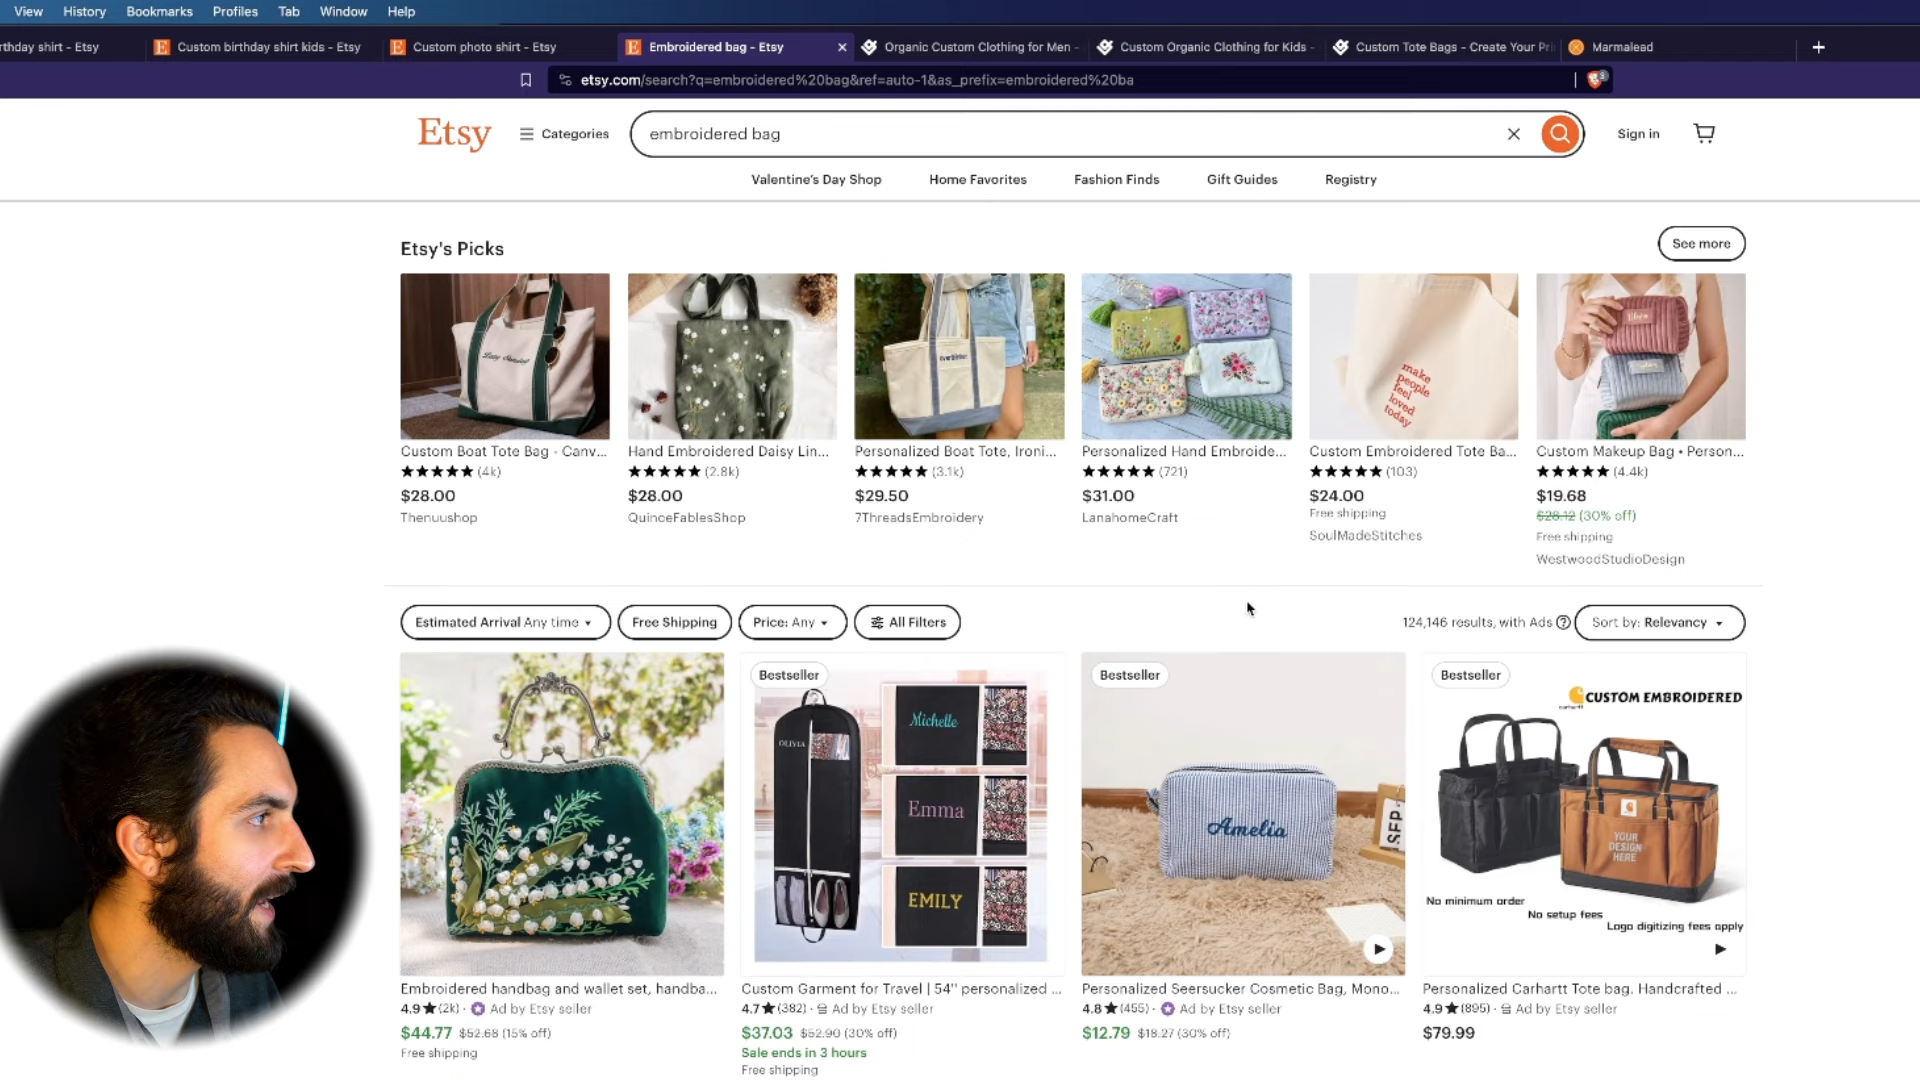 View History Bookmarks Profiles Tab Window Help
rthday shirt - Etsy
Custom birthday shirt kids - Etsy
Custom photo shirt - Etsy
Embroidered bag - Etsy
Organic Custom Clothing for Men -
Custom Organic Clothing for Kids -
Custom Tote Bags - Create Your Pri
Marmalead
etsy.com/search?q=embroidered%20bag&ref=auto-1&as_prefix=embroidered%20ba
3
Etsy
Categories
embroidered bag
Sign in
Valentine's Day Shop Home Favorites Fashion Finds Gift Guides Registry
Etsy's Picks
See more
overthinker
make
people
feel
loved
today
Custom Boat Tote Bag • Canv...
(4k)
$28.00
Thenuushop
Hand Embroidered Daisy Lin...
(2.8k)
$28.00
QuinceFablesShop
Personalized Boat Tote, Ironi...
(3.1k)
$29.50
7ThreadsEmbroidery
Personalized Hand Embroide...
(721)
$31.00
LanahomeCraft
Custom Embroidered Tote Ba...
(103)
$24.00
Free shipping
SoulMadeStitches
Custom Makeup Bag • Person...
(4.4k)
$19.68
$28.12 (30% off)
Free shipping
WestwoodStudioDesign
Estimated Arrival Any time
Free Shipping
Price: Any
All Filters
124,146 results, with Ads ?
Sort by: Relevancy
Embroidered handbag and wallet set, handba...
4.9 (2k) · Ad by Etsy seller
$44.77 $52.68 (15% off)
Free shipping
Bestseller
OLIVIA
Michelle
Emma
EMILY
Custom Garment for Travel | 54'' personalized ...
4.7 (382) · Ad by Etsy seller
$37.03 $52.90 (30% off)
Sale ends in 3 hours
Free shipping
Bestseller
Amelia
Personalized Seersucker Cosmetic Bag, Mono...
4.8 (455) · Ad by Etsy seller
$12.79 $18.27 (30% off)
Bestseller
carhartt
CUSTOM EMBROIDERED
YOUR
DESIGN
HERE
No minimum order
No setup fees
Logo digitizing fees apply
Personalized Carhartt Tote bag. Handcrafted ...
4.9 (895) · Ad by Etsy seller
$79.99